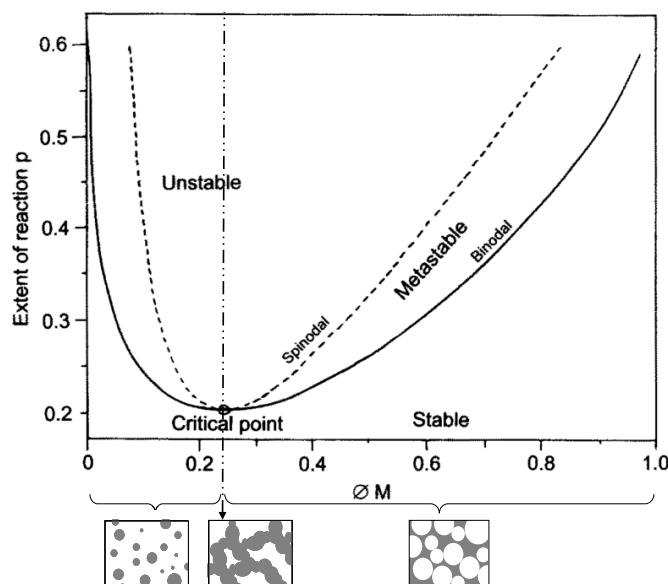 0.6
0.5
0.4
0.3
0.2
Extent of reaction p
Unstable
Metastable
Binodal
Spinodal
Critical point
Stable
0
0.2
0.4
0.6
0.8
1.0
∅ M